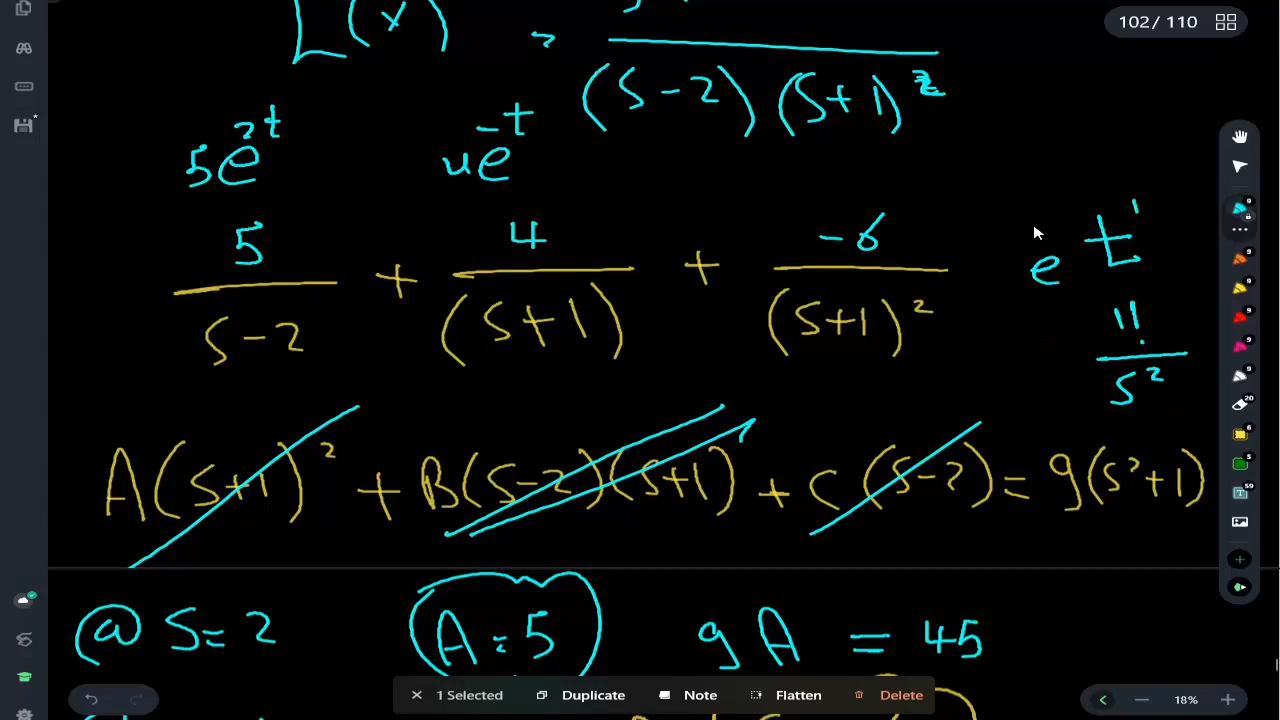 102/ 110
L(x) =
(S-2) (S+1)²
5e^{2t} 4e^{-t}
5/(S-2) + 4/(S+1) + -6/(S+1)²
e t¹
1!/S²
A(S+1)² + B(S-2)(S+1) + C(S-2) = 9(S²+1)
@ S=2 A=5 9A = 45
1 Selected Duplicate Note Flatten Delete
18%